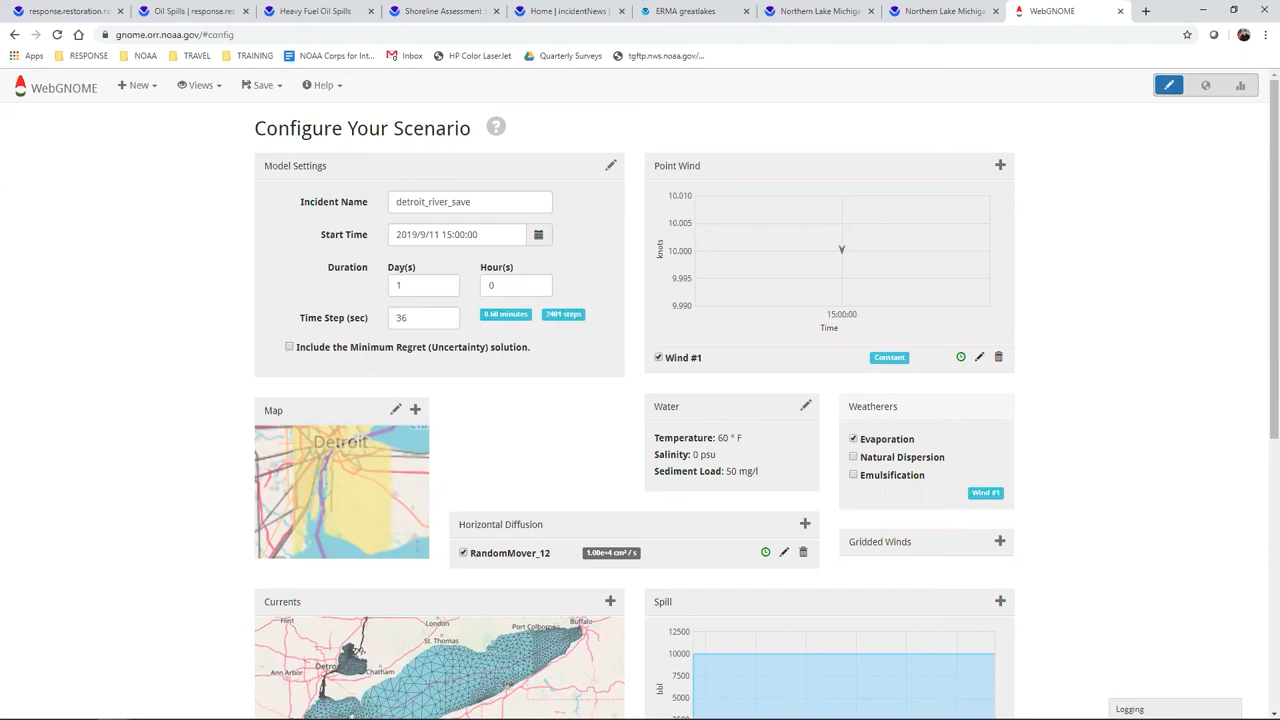 response.restoration.no
Oil Spills | response.res
Heavy Fuel Oil Spills
Shoreline Assessment
Home | incidentNews |
ERMA greatlakes
Northern Lake Michiga
Northern Lake Michiga
WebGNOME
gnome.orr.noaa.gov/#config
Apps RESPONSE NOAA TRAVEL TRAINING NOAA Corps for Int... Inbox HP Color LaserJet Quarterly Surveys tgftp.nws.noaa.gov/...
WebGNOME New Views Save Help
Configure Your Scenario ?
Model Settings
Incident Name detroit_river_save
Start Time 2019/9/11 15:00:00
Duration Day(s) Hour(s)
1 0
Time Step (sec) 36 0.60 minutes 2401 steps
Include the Minimum Regret (Uncertainty) solution.
Point Wind
10.010
10.005
10.000
9.995
9.990
knots
15:00:00
Time
Wind #1 Constant
Map
Detroit
Water
Temperature: 60 ° F
Salinity: 0 psu
Sediment Load: 50 mg/l
Weatherers
Evaporation
Natural Dispersion
Emulsification
Wind #1
Horizontal Diffusion
RandomMover_12 1.00e+4 cm² / s
Gridded Winds
Currents
Flint
London
Port Colborne
Buffalo
St. Thomas
Detroit
Ann Arbor
Chatham
Spill
12500
10000
7500
5000
bbl
Logging